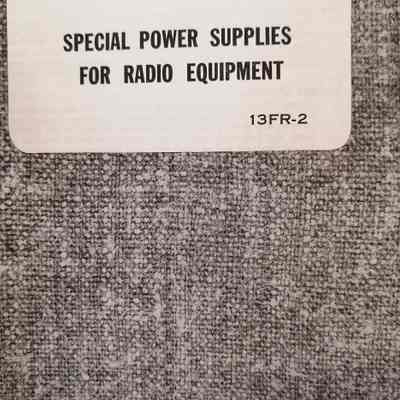 SPECIAL POWER SUPPLIES
FOR RADIO EQUIPMENT
13FR-2